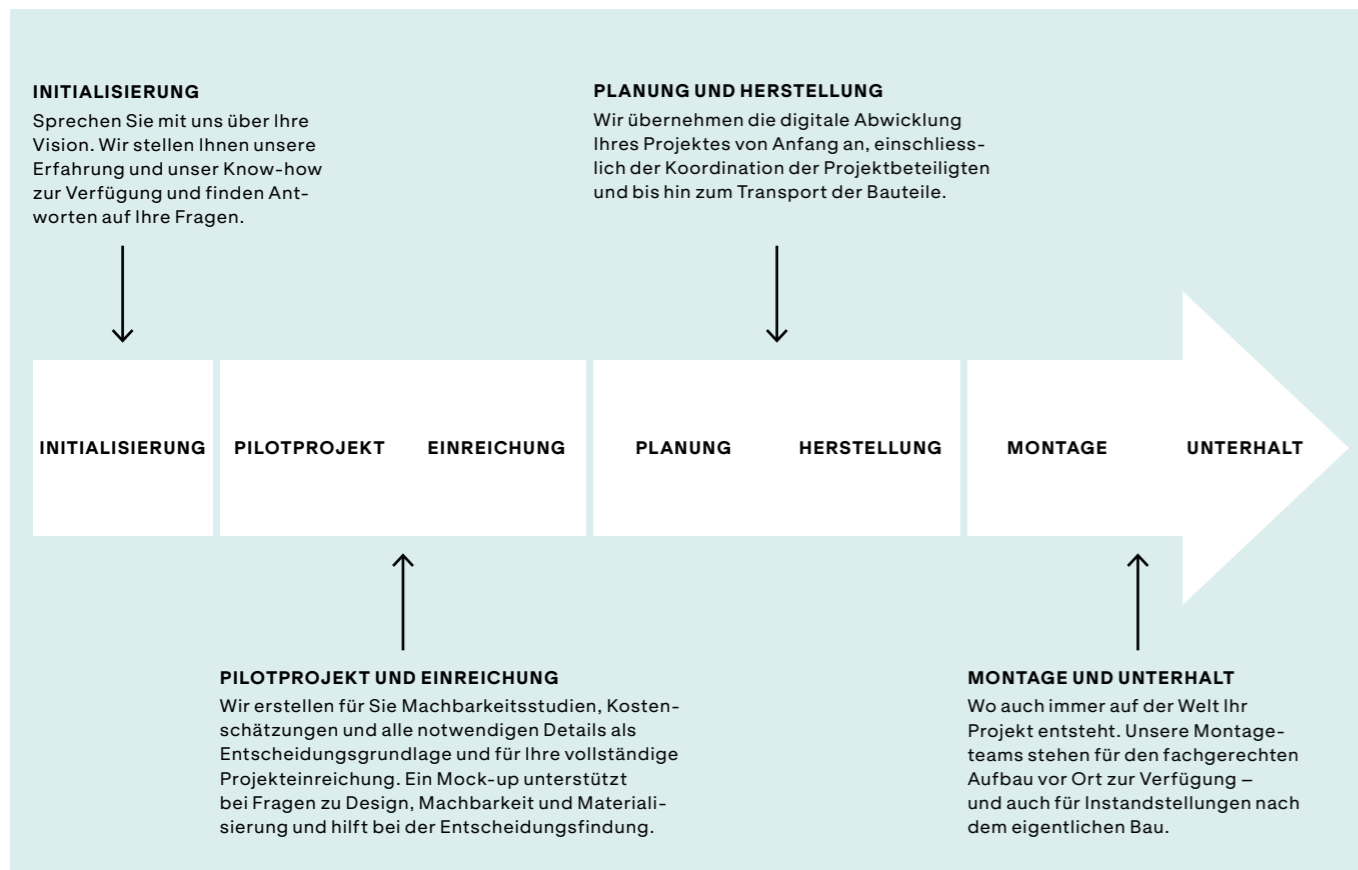 INITIALISIERUNG
Sprechen Sie mit uns über Ihre
Vision. Wir stellen Ihnen unsere
Erfahrung und unser Know-how
zur Verfügung und finden Ant-
worten auf Ihre Fragen.
PLANUNG UND HERSTELLUNG
Wir übernehmen die digitale Abwicklung
Ihres Projektes von Anfang an, einschliess-
lich der Koordination der Projektbeteiligten
und bis hin zum Transport der Bauteile.
INITIALISIERUNG PILOTPROJEKT EINREICHUNG PLANUNG HERSTELLUNG MONTAGE UNTERHALT
PILOTPROJEKT UND EINREICHUNG
Wir erstellen für Sie Machbarkeitsstudien, Kosten-
schätzungen und alle notwendigen Details als
Entscheidungsgrundlage und für Ihre vollständige
Projekteinreichung. Ein Mock-up unterstützt
bei Fragen zu Design, Machbarkeit und Materiali-
sierung und hilft bei der Entscheidungsfindung.
MONTAGE UND UNTERHALT
Wo auch immer auf der Welt Ihr
Projekt entsteht. Unsere Montage-
teams stehen für den fachgerechten
Aufbau vor Ort zur Verfügung –
und auch für Instandstellungen nach
dem eigentlichen Bau.